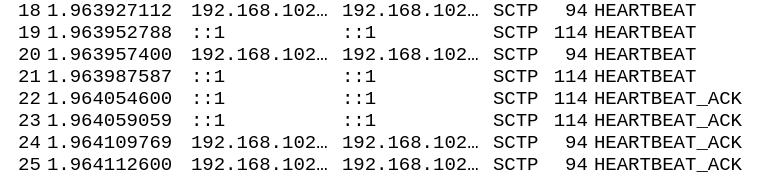 18 1.963927112 192.168.102… 192.168.102… SCTP 94 HEARTBEAT
19 1.963952788 ::1 ::1 SCTP 114 HEARTBEAT
20 1.963957400 192.168.102… 192.168.102… SCTP 94 HEARTBEAT
21 1.963987587 ::1 ::1 SCTP 114 HEARTBEAT
22 1.964054600 ::1 ::1 SCTP 114 HEARTBEAT_ACK
23 1.964059059 ::1 ::1 SCTP 114 HEARTBEAT_ACK
24 1.964109769 192.168.102… 192.168.102… SCTP 94 HEARTBEAT_ACK
25 1.964112600 192.168.102… 192.168.102… SCTP 94 HEARTBEAT_ACK